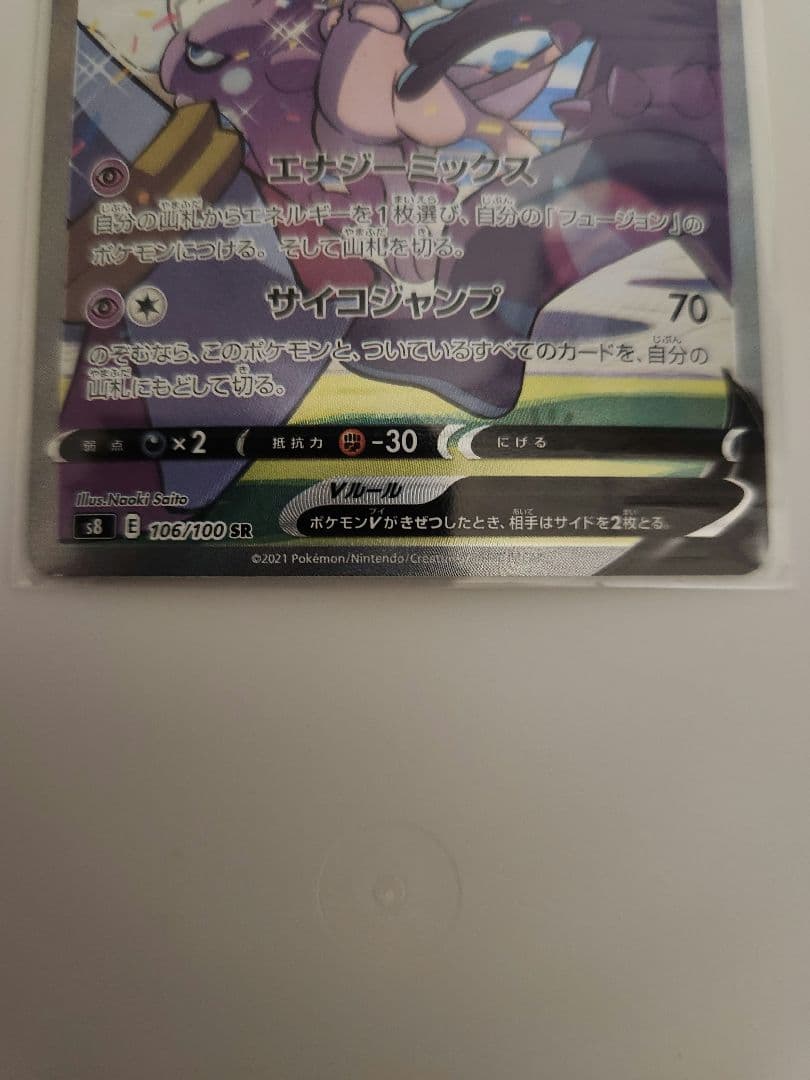 エナジーミックス
自分の山札からエネルギーを1枚選び、自分の「フュージョン」の
ポケモンにつける。そして山札を切る。
サイコジャンプ 70
のぞむなら、このポケモンと、ついているすべてのカードを、自分の
山札にもどして切る。
弱点 ×2 抵抗力 -30 にげる
Illus. Naoki Saito
Vルール
ポケモンVがきぜつしたとき、相手はサイドを2枚とる。
s8 E 106/100 SR
©2021 Pokémon/Nintendo/